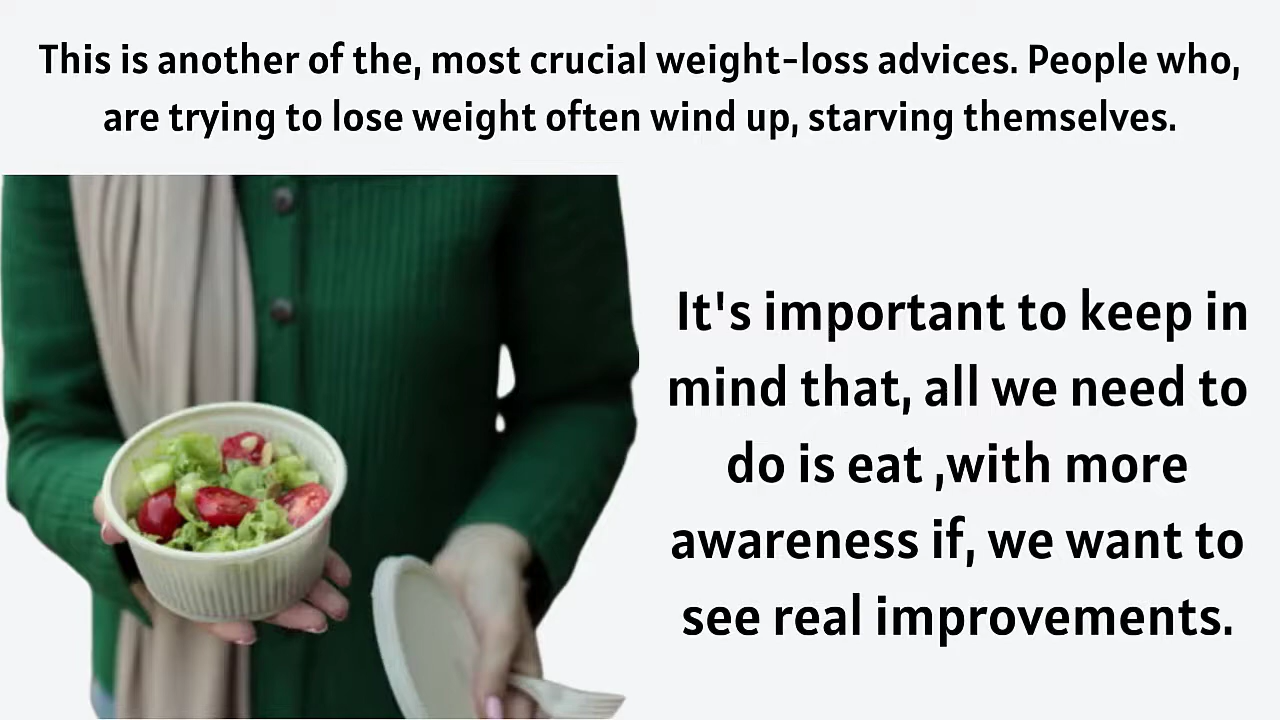 This is another of the, most crucial weight-loss advices. People who,
are trying to lose weight often wind up, starving themselves.
It's important to keep in
mind that, all we need to
do is eat ,with more
awareness if, we want to
see real improvements.